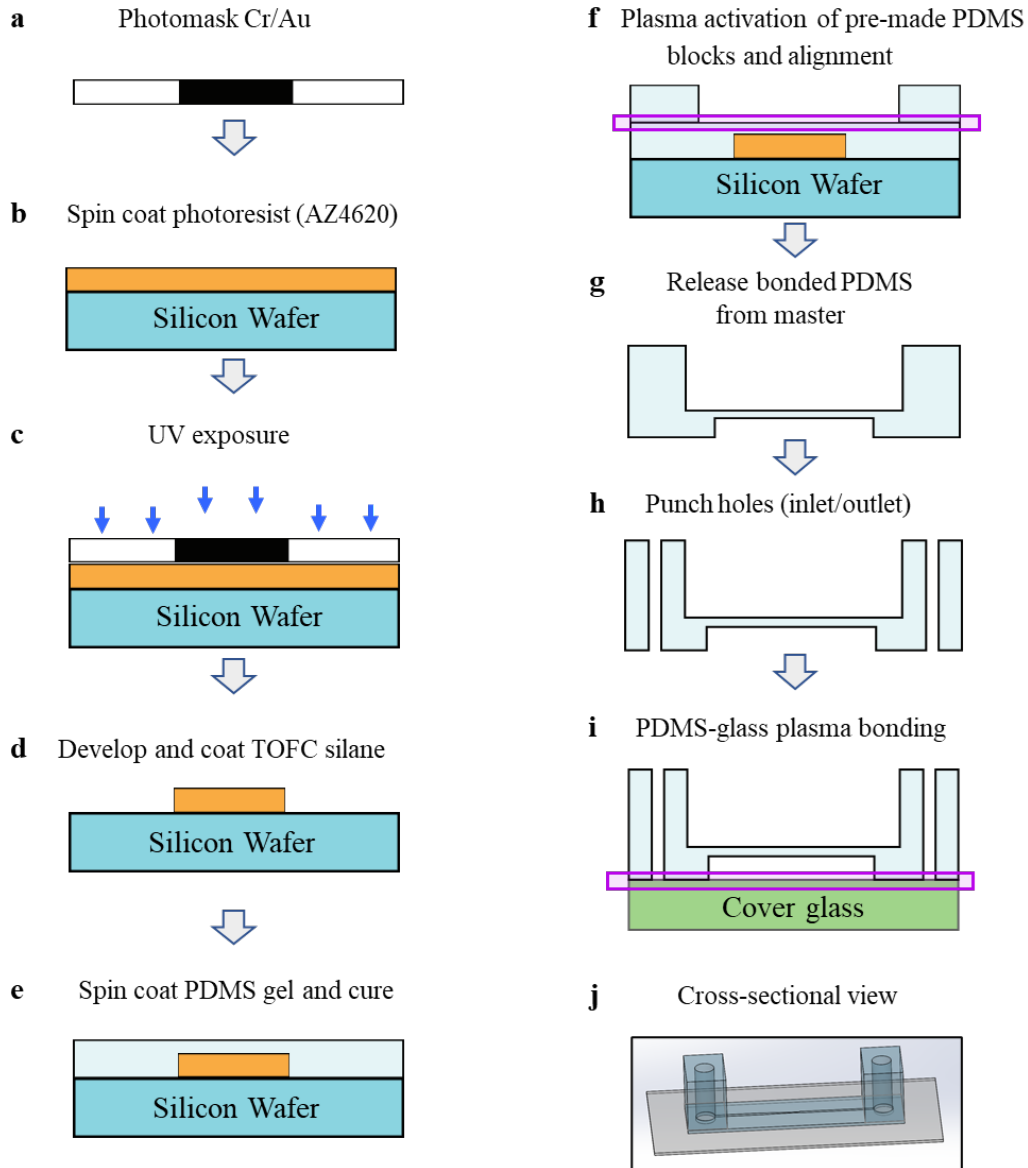 a Photomask Cr/Au
b Spin coat photoresist (AZ4620)
Silicon Wafer
c UV exposure
Silicon Wafer
d Develop and coat TOFC silane
Silicon Wafer
e Spin coat PDMS gel and cure
Silicon Wafer
f Plasma activation of pre-made PDMS
blocks and alignment
Silicon Wafer
g Release bonded PDMS
from master
h Punch holes (inlet/outlet)
i PDMS-glass plasma bonding
Cover glass
j Cross-sectional view